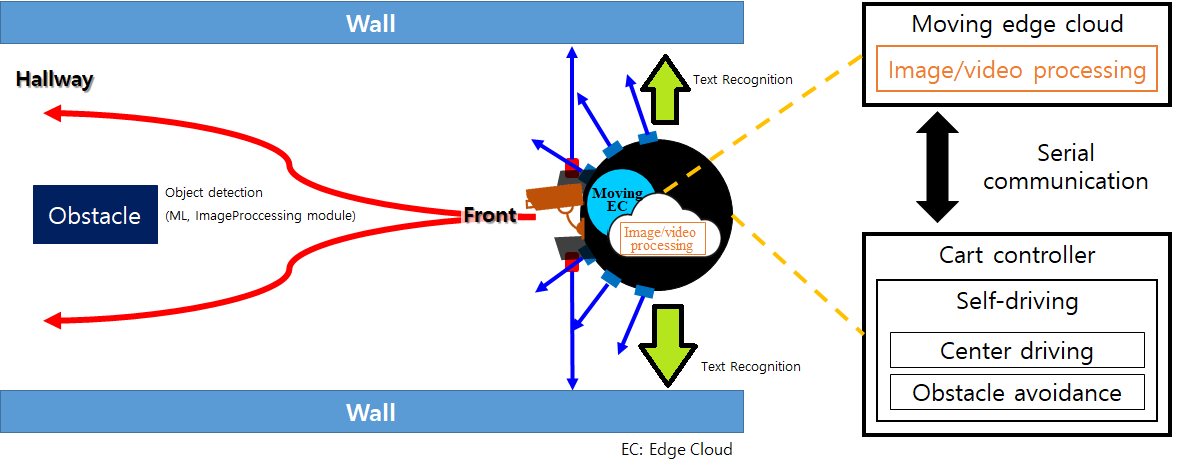 Wall
Hallway
Text Recognition
Obstacle
Object detection
(ML, ImageProccessing module)
Front
Moving
EC
Image/video
processing
Text Recognition
Wall
EC: Edge Cloud
Moving edge cloud
Image/video processing
Serial
communication
Cart controller
Self-driving
Center driving
Obstacle avoidance